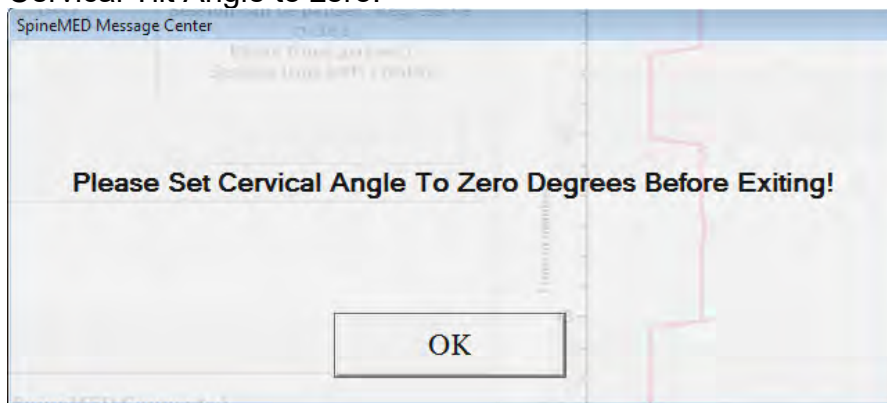 Cervical Tilt Angle to zero.
SpineMED Message Center
Please Set Cervical Angle To Zero Degrees Before Exiting!
OK